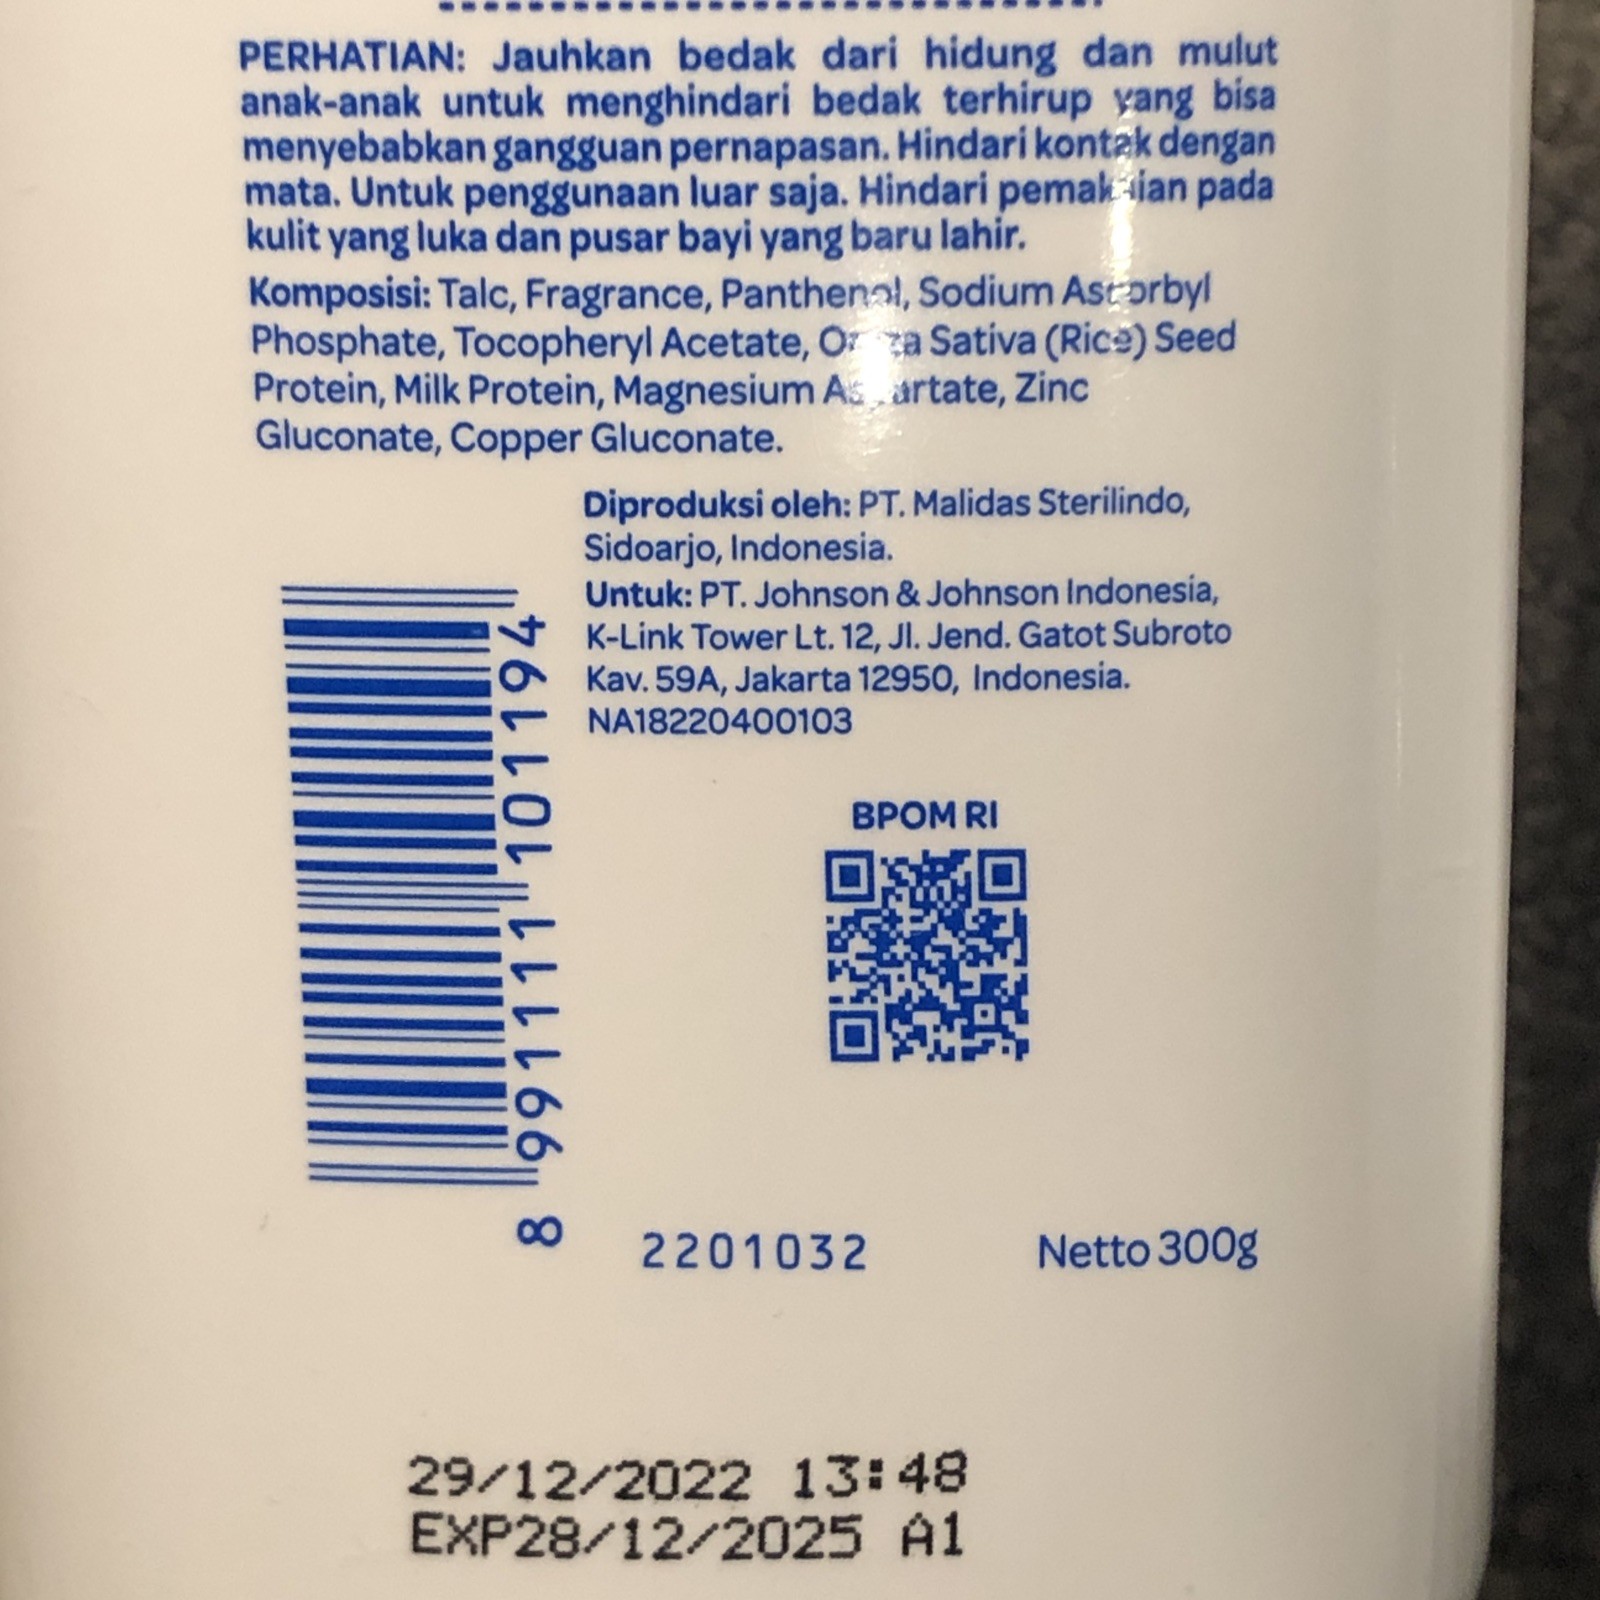 PERHATIAN: Jauhkan bedak dari hidung dan mulut
anak-anak untuk menghindari bedak terhirup yang bisa
menyebabkan gangguan pernapasan. Hindari kontak dengan
mata. Untuk penggunaan luar saja. Hindari pemakaian pada
kulit yang luka dan pusar bayi yang baru lahir.
Komposisi: Talc, Fragrance, Panthenol, Sodium Ascorbyl
Phosphate, Tocopheryl Acetate, Oryza Sativa (Rice) Seed
Protein, Milk Protein, Magnesium Aspartate, Zinc
Gluconate, Copper Gluconate.
Diproduksi oleh: PT. Malidas Sterilindo,
Sidoarjo, Indonesia.
Untuk: PT. Johnson & Johnson Indonesia,
K-Link Tower Lt. 12, Jl. Jend. Gatot Subroto
Kav. 59A, Jakarta 12950, Indonesia.
NA18220400103
8 991111 101194
BPOM RI
2201032
Netto 300g
29/12/2022 13:48
EXP28/12/2025 A1